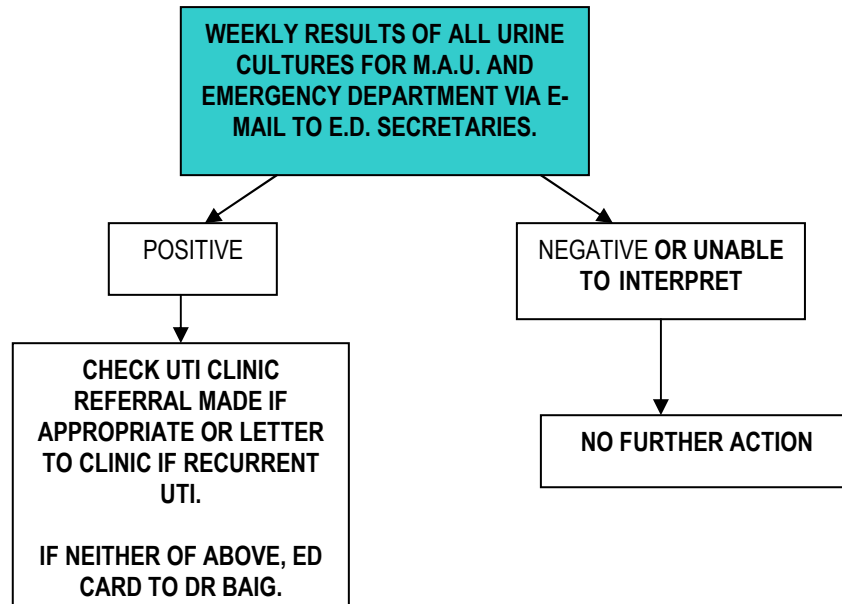 WEEKLY RESULTS OF ALL URINE
CULTURES FOR M.A.U. AND
EMERGENCY DEPARTMENT VIA E-
MAIL TO E.D. SECRETARIES.
POSITIVE
NEGATIVE OR UNABLE
TO INTERPRET
CHECK UTI CLINIC
REFERRAL MADE IF
APPROPRIATE OR LETTER
TO CLINIC IF RECURRENT
UTI.
IF NEITHER OF ABOVE, ED
CARD TO DR BAIG.
NO FURTHER ACTION